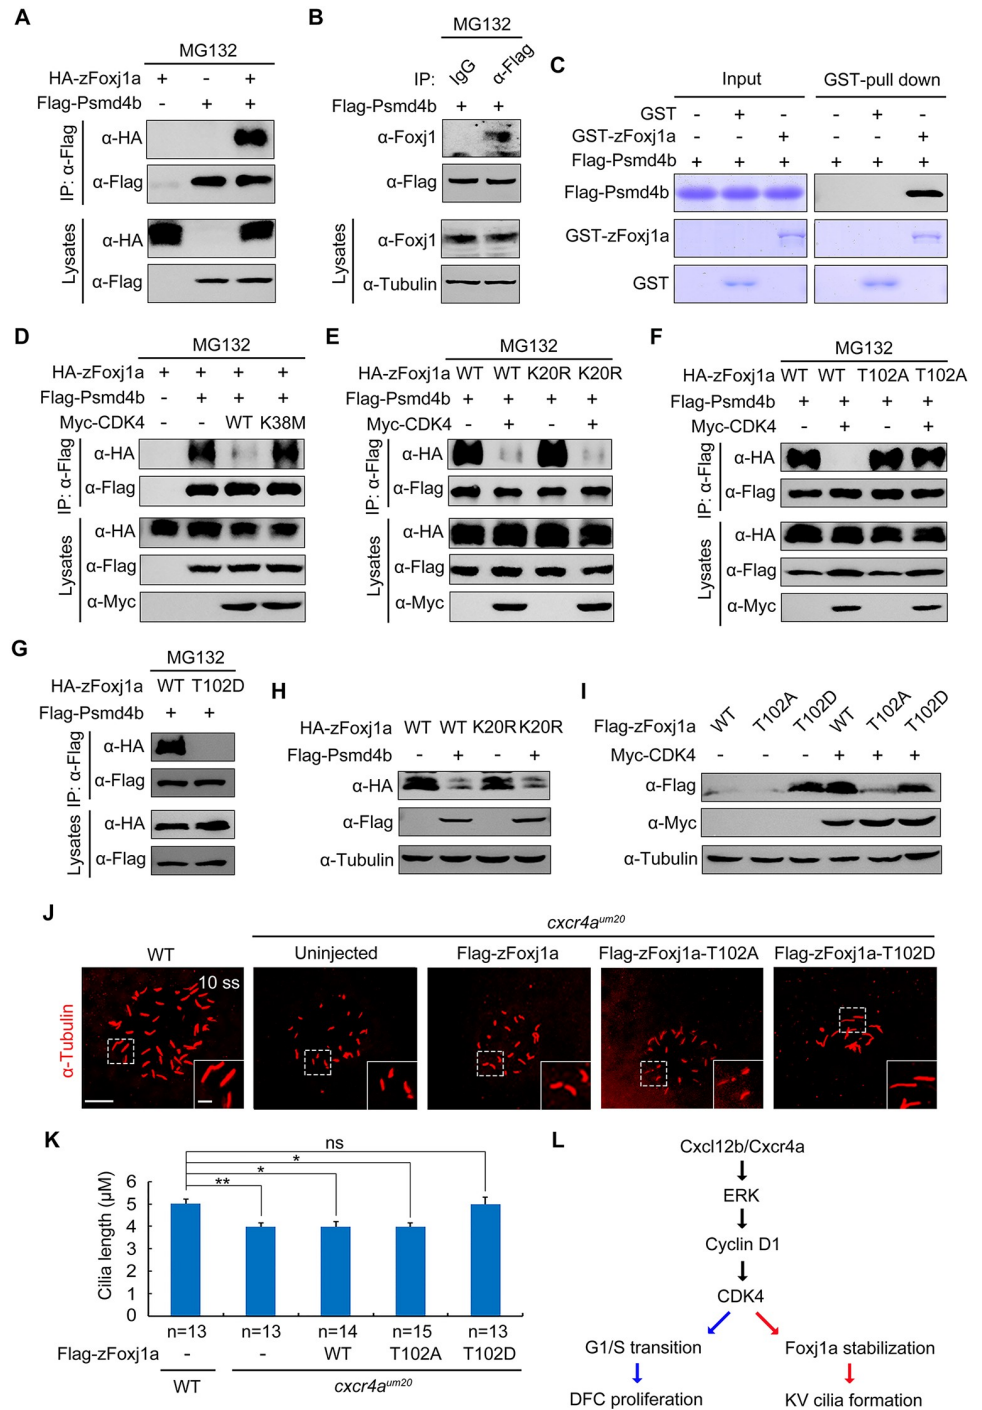 A
MG132
HA-zFoxj1a + - +
Flag-Psmd4b - + +
IP: α-Flag
α-HA
α-Flag
Lysates
α-HA
α-Flag
B
MG132
IP: IgG α-Flag
Flag-Psmd4b + +
α-Foxj1
α-Flag
Lysates
α-Foxj1
α-Tubulin
C
Input GST-pull down
GST - + - - + -
GST-zFoxj1a - - + - - +
Flag-Psmd4b + + + + + +
Flag-Psmd4b
GST-zFoxj1a
GST
D
MG132
HA-zFoxj1a + + + +
Flag-Psmd4b - + + +
Myc-CDK4 - - WT K38M
IP: α-Flag
α-HA
α-Flag
Lysates
α-HA
α-Flag
α-Myc
E
MG132
HA-zFoxj1a WT WT K20R K20R
Flag-Psmd4b + + + +
Myc-CDK4 - + - +
IP: α-Flag
α-HA
α-Flag
Lysates
α-HA
α-Flag
α-Myc
F
MG132
HA-zFoxj1a WT WT T102A T102A
Flag-Psmd4b + + + +
Myc-CDK4 - + - +
IP: α-Flag
α-HA
α-Flag
Lysates
α-HA
α-Flag
α-Myc
G
MG132
HA-zFoxj1a WT T102D
Flag-Psmd4b + +
IP: α-Flag
α-HA
α-Flag
Lysates
α-HA
α-Flag
H
HA-zFoxj1a WT WT K20R K20R
Flag-Psmd4b - + - +
α-HA
α-Flag
α-Tubulin
I
Flag-zFoxj1a WT T102A T102D WT T102A T102D
Myc-CDK4 - - - + + +
α-Flag
α-Myc
α-Tubulin
J
cxcr4a^um20
WT Uninjected Flag-zFoxj1a Flag-zFoxj1a-T102A Flag-zFoxj1a-T102D
10 ss
α-Tubulin
K
ns
*
*
**
Cilia length (μM)
6
5
4
3
2
1
0
n=13 n=13 n=14 n=15 n=13
Flag-zFoxj1a - - WT T102A T102D
WT cxcr4a^um20
L
Cxcl12b/Cxcr4a
ERK
Cyclin D1
CDK4
G1/S transition Foxj1a stabilization
DFC proliferation KV cilia formation